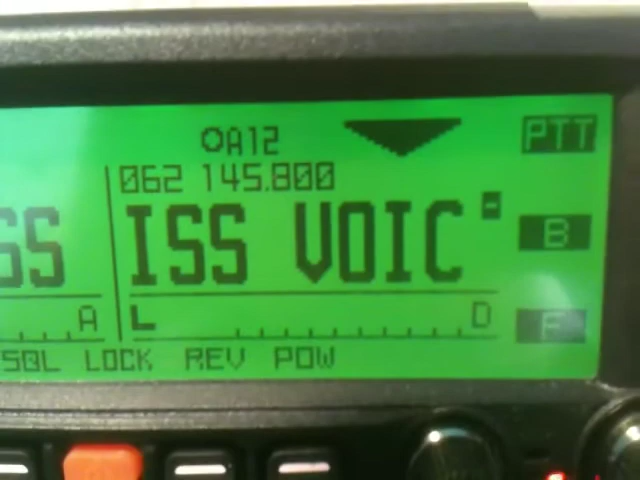 OA12
PTT
062 145.800
SS
ISS VOIC
-
B
A
L
D
F
SQL LOCK REV POW